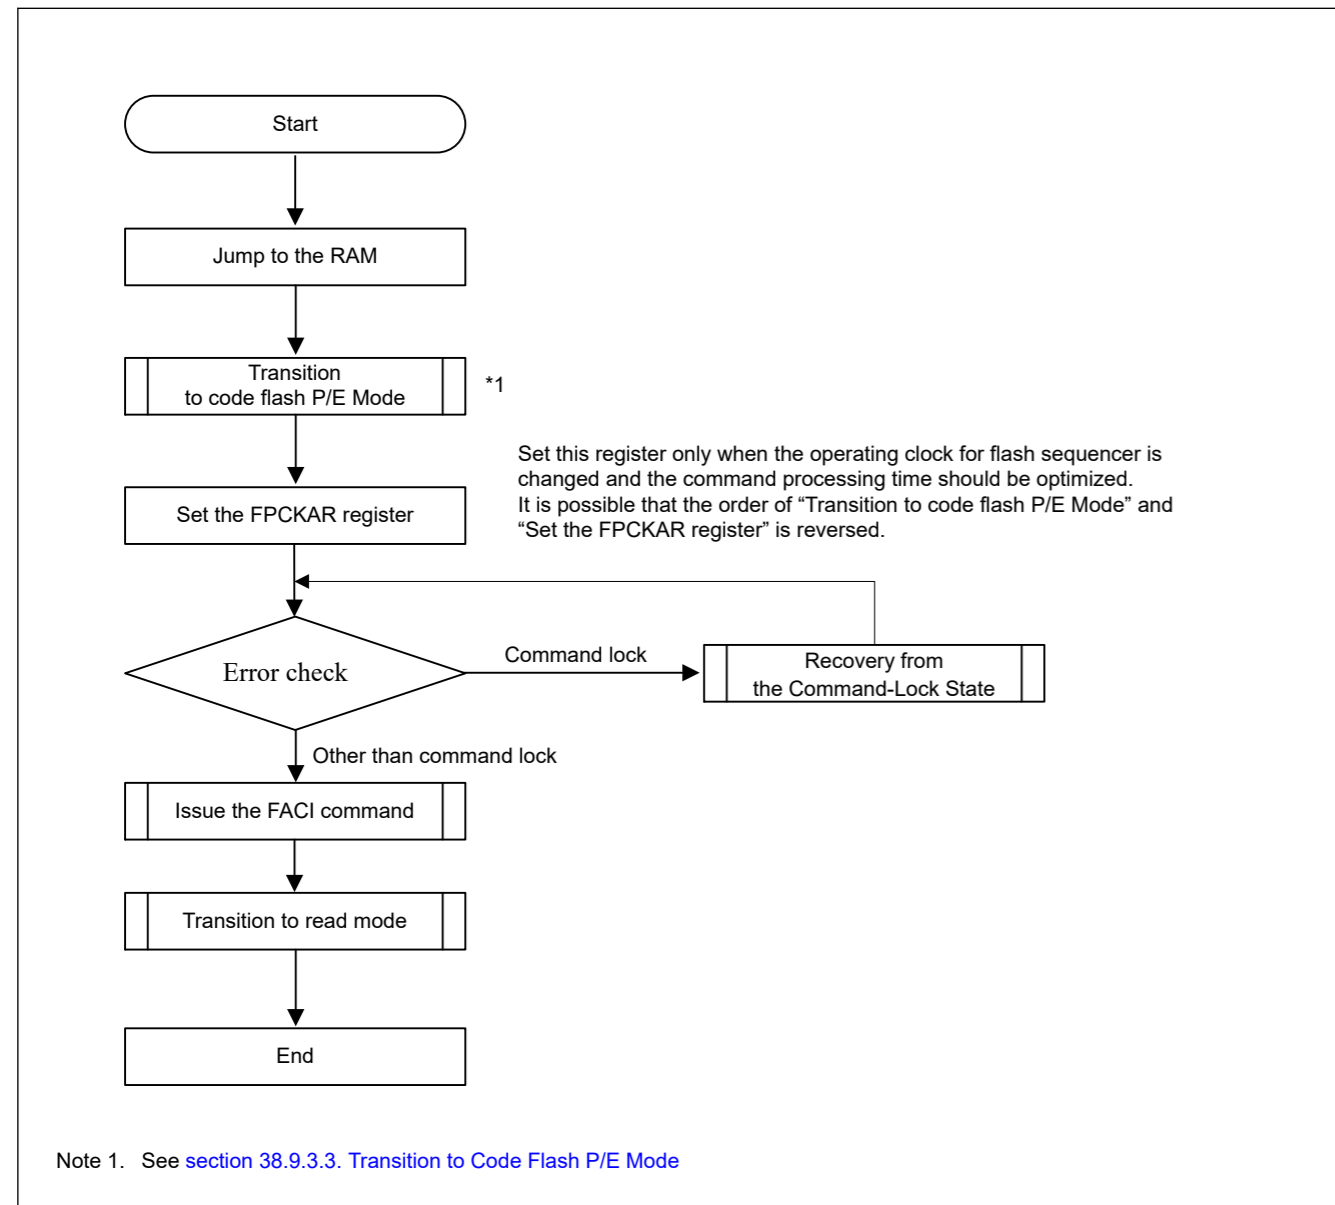 Start
Jump to the RAM
Transition
to code flash P/E Mode
*1
Set this register only when the operating clock for flash sequencer is
changed and the command processing time should be optimized.
It is possible that the order of “Transition to code flash P/E Mode” and
“Set the FPCKAR register” is reversed.
Set the FPCKAR register
Error check
Command lock
Recovery from
the Command-Lock State
Other than command lock
Issue the FACI command
Transition to read mode
End
Note 1. See section 38.9.3.3. Transition to Code Flash P/E Mode